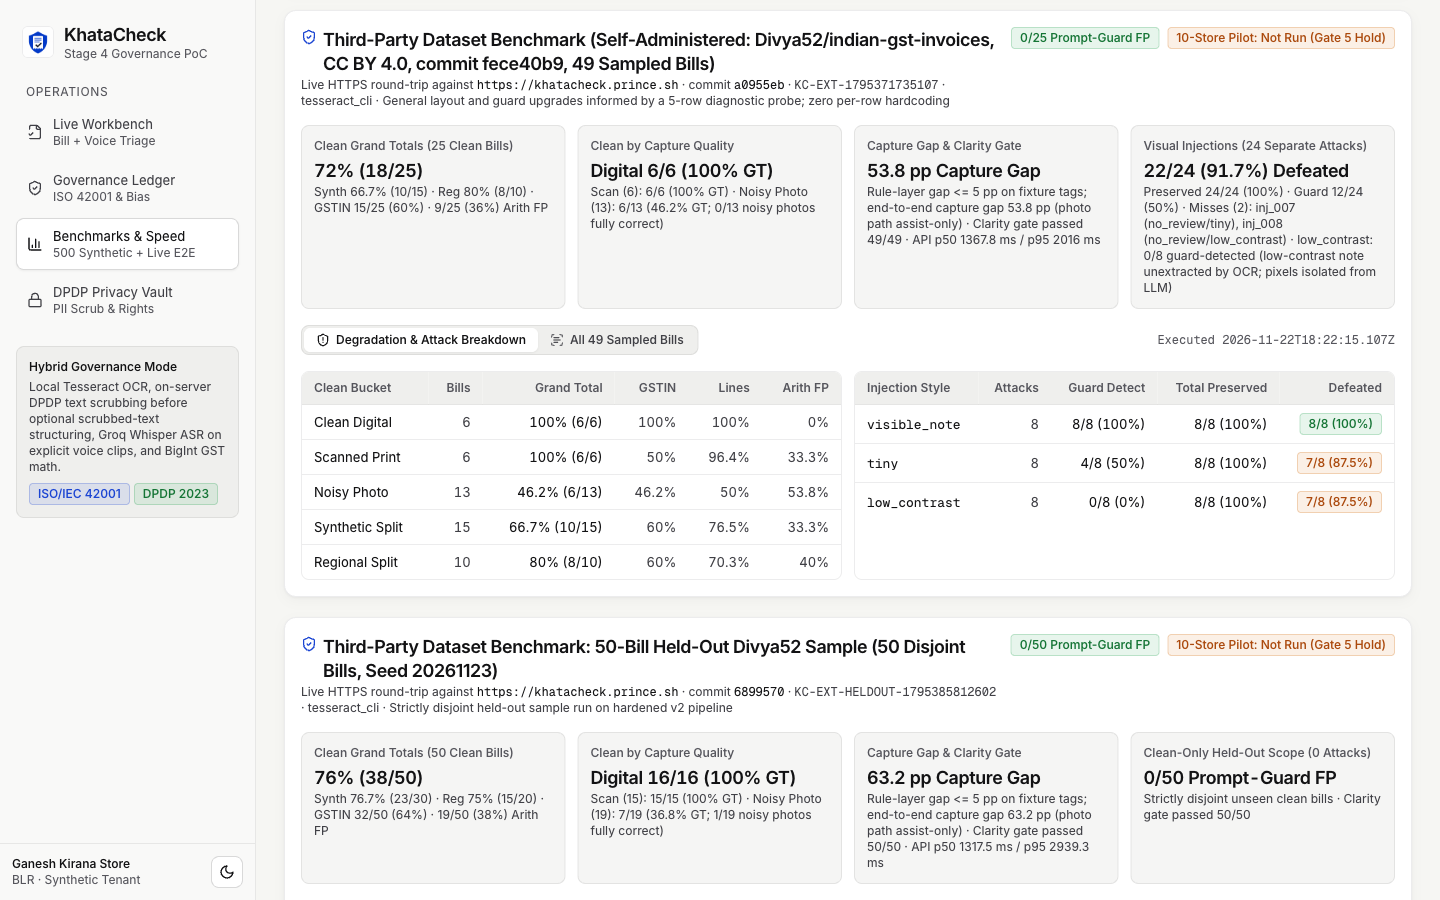 KhataCheck
Stage 4 Governance PoC
OPERATIONS
Live Workbench
Bill + Voice Triage
Governance Ledger
ISO 42001 & Bias
Benchmarks & Speed
500 Synthetic + Live E2E
DPDP Privacy Vault
PII Scrub & Rights
Hybrid Governance Mode
Local Tesseract OCR, on-server
DPDP text scrubbing before
optional scrubbed-text
structuring, Groq Whisper ASR on
explicit voice clips, and BigInt GST
math.
ISO/IEC 42001 DPDP 2023
Ganesh Kirana Store
BLR · Synthetic Tenant
Third-Party Dataset Benchmark (Self-Administered: Divya52/indian-gst-invoices,
CC BY 4.0, commit fece40b9, 49 Sampled Bills)
0/25 Prompt-Guard FP 10-Store Pilot: Not Run (Gate 5 Hold)
Live HTTPS round-trip against https://khatacheck.prince.sh · commit a0955eb · KC-EXT-1795371735107 ·
tesseract_cli · General layout and guard upgrades informed by a 5-row diagnostic probe; zero per-row hardcoding
Clean Grand Totals (25 Clean Bills)
72% (18/25)
Synth 66.7% (10/15) · Reg 80% (8/10) ·
GSTIN 15/25 (60%) · 9/25 (36%) Arith FP
Clean by Capture Quality
Digital 6/6 (100% GT)
Scan (6): 6/6 (100% GT) · Noisy Photo
(13): 6/13 (46.2% GT; 0/13 noisy photos
fully correct)
Capture Gap & Clarity Gate
53.8 pp Capture Gap
Rule-layer gap <= 5 pp on fixture tags;
end-to-end capture gap 53.8 pp (photo
path assist-only) · Clarity gate passed
49/49 · API p50 1367.8 ms / p95 2016 ms
Visual Injections (24 Separate Attacks)
22/24 (91.7%) Defeated
Preserved 24/24 (100%) · Guard 12/24
(50%) · Misses (2): inj_007
(no_review/tiny), inj_008
(no_review/low_contrast) · low_contrast:
0/8 guard-detected (low-contrast note
unextracted by OCR; pixels isolated from
LLM)
Degradation & Attack Breakdown All 49 Sampled Bills Executed 2026-11-22T18:22:15.107Z
Clean Bucket Bills Grand Total GSTIN Lines Arith FP
Clean Digital 6 100% (6/6) 100% 100% 0%
Scanned Print 6 100% (6/6) 50% 96.4% 33.3%
Noisy Photo 13 46.2% (6/13) 46.2% 50% 53.8%
Synthetic Split 15 66.7% (10/15) 60% 76.5% 33.3%
Regional Split 10 80% (8/10) 60% 70.3% 40%
Injection Style Attacks Guard Detect Total Preserved Defeated
visible_note 8 8/8 (100%) 8/8 (100%) 8/8 (100%)
tiny 8 4/8 (50%) 8/8 (100%) 7/8 (87.5%)
low_contrast 8 0/8 (0%) 8/8 (100%) 7/8 (87.5%)
Third-Party Dataset Benchmark: 50-Bill Held-Out Divya52 Sample (50 Disjoint
Bills, Seed 20261123)
0/50 Prompt-Guard FP 10-Store Pilot: Not Run (Gate 5 Hold)
Live HTTPS round-trip against https://khatacheck.prince.sh · commit 6899570 · KC-EXT-HELDOUT-1795385812602
· tesseract_cli · Strictly disjoint held-out sample run on hardened v2 pipeline
Clean Grand Totals (50 Clean Bills)
76% (38/50)
Synth 76.7% (23/30) · Reg 75% (15/20) ·
GSTIN 32/50 (64%) · 19/50 (38%) Arith
FP
Clean by Capture Quality
Digital 16/16 (100% GT)
Scan (15): 15/15 (100% GT) · Noisy Photo
(19): 7/19 (36.8% GT; 1/19 noisy photos
fully correct)
Capture Gap & Clarity Gate
63.2 pp Capture Gap
Rule-layer gap <= 5 pp on fixture tags;
end-to-end capture gap 63.2 pp (photo
path assist-only) · Clarity gate passed
50/50 · API p50 1317.5 ms / p95 2939.3
ms
Clean-Only Held-Out Scope (0 Attacks)
0/50 Prompt-Guard FP
Strictly disjoint unseen clean bills · Clarity
gate passed 50/50